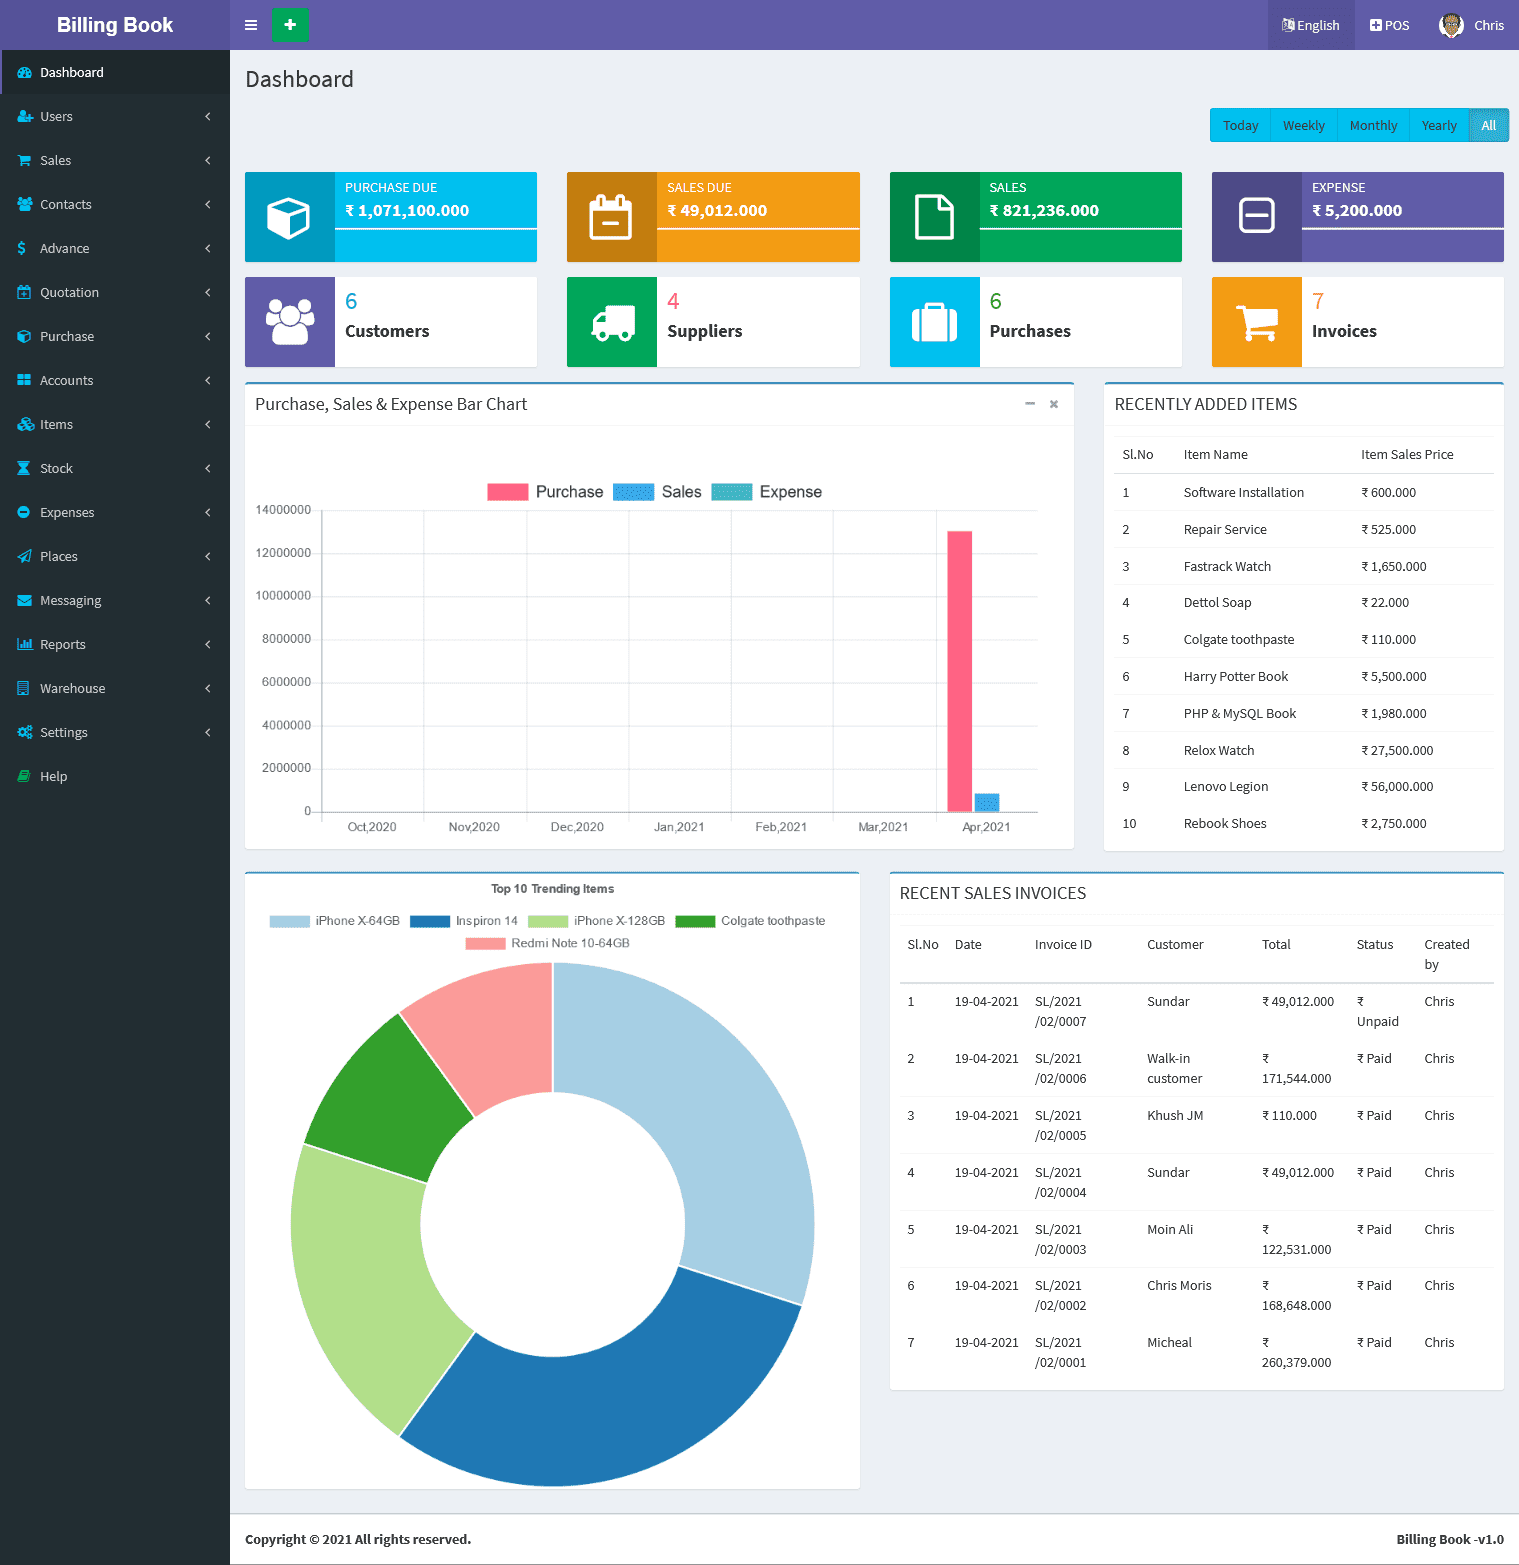 Billing Book
English
POS
Chris
Dashboard
Users
Sales
Contacts
Advance
Quotation
Purchase
Accounts
Items
Stock
Expenses
Places
Messaging
Reports
Warehouse
Settings
Help
Dashboard
Today Weekly Monthly Yearly All
PURCHASE DUE
₹ 1,071,100.000
SALES DUE
₹ 49,012.000
SALES
₹ 821,236.000
EXPENSE
₹ 5,200.000
6
Customers
4
Suppliers
6
Purchases
7
Invoices
Purchase, Sales & Expense Bar Chart
Purchase Sales Expense
14000000
12000000
10000000
8000000
6000000
4000000
2000000
0
Oct,2020 Nov,2020 Dec,2020 Jan,2021 Feb,2021 Mar,2021 Apr,2021
RECENTLY ADDED ITEMS
Sl.No Item Name Item Sales Price
1 Software Installation ₹ 600.000
2 Repair Service ₹ 525.000
3 Fastrack Watch ₹ 1,650.000
4 Dettol Soap ₹ 22.000
5 Colgate toothpaste ₹ 110.000
6 Harry Potter Book ₹ 5,500.000
7 PHP & MySQL Book ₹ 1,980.000
8 Relox Watch ₹ 27,500.000
9 Lenovo Legion ₹ 56,000.000
10 Rebook Shoes ₹ 2,750.000
Top 10 Trending Items
iPhone X-64GB Inspiron 14 iPhone X-128GB Colgate toothpaste
Redmi Note 10-64GB
RECENT SALES INVOICES
Sl.No Date Invoice ID Customer Total Status Created
by
1 19-04-2021 SL/2021 Sundar ₹ 49,012.000 ₹ Chris
/02/0007 Unpaid
2 19-04-2021 SL/2021 Walk-in ₹ ₹ Paid Chris
/02/0006 customer 171,544.000
3 19-04-2021 SL/2021 Khush JM ₹ 110.000 ₹ Paid Chris
/02/0005
4 19-04-2021 SL/2021 Sundar ₹ 49,012.000 ₹ Paid Chris
/02/0004
5 19-04-2021 SL/2021 Moin Ali ₹ ₹ Paid Chris
/02/0003 122,531.000
6 19-04-2021 SL/2021 Chris Moris ₹ ₹ Paid Chris
/02/0002 168,648.000
7 19-04-2021 SL/2021 Micheal ₹ ₹ Paid Chris
/02/0001 260,379.000
Copyright © 2021 All rights reserved.
Billing Book -v1.0